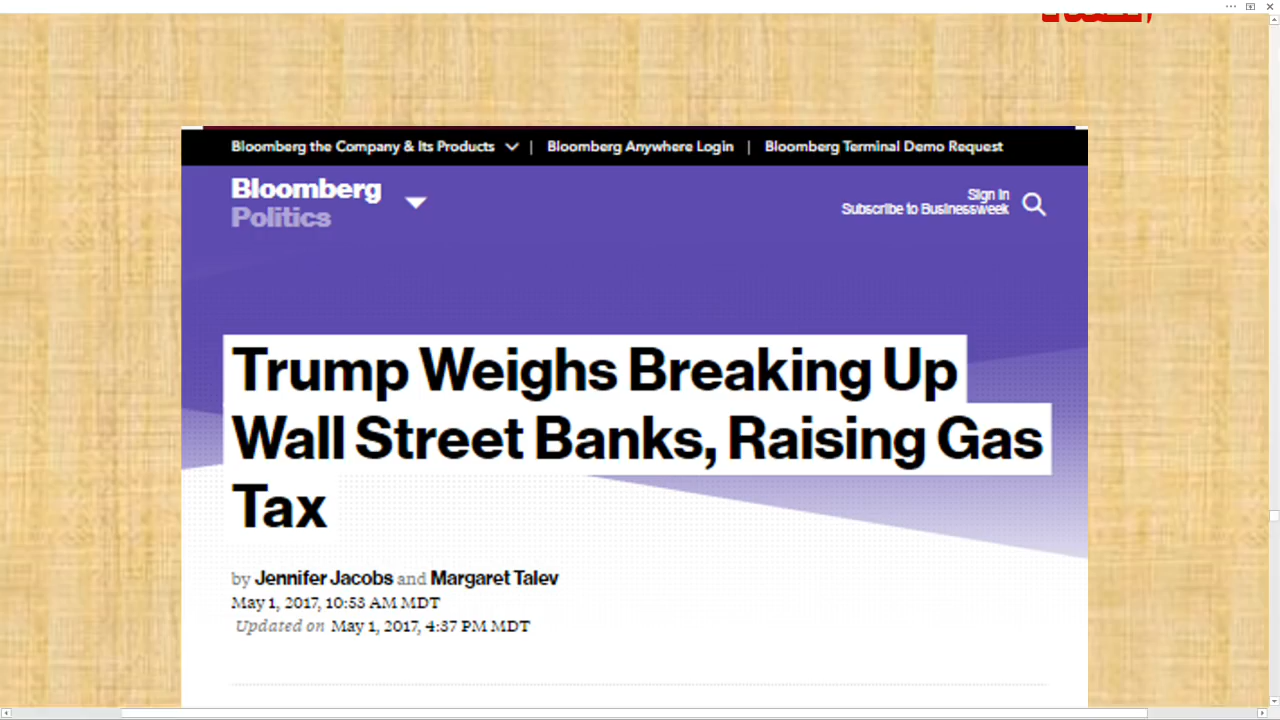 Bloomberg the Company & Its Products | Bloomberg Anywhere Login | Bloomberg Terminal Demo Request
Bloomberg
Politics
Sign In
Subscribe to Businessweek
Trump Weighs Breaking Up
Wall Street Banks, Raising Gas
Tax
by Jennifer Jacobs and Margaret Talev
May 1, 2017, 10:53 AM MDT
Updated on May 1, 2017, 4:37 PM MDT